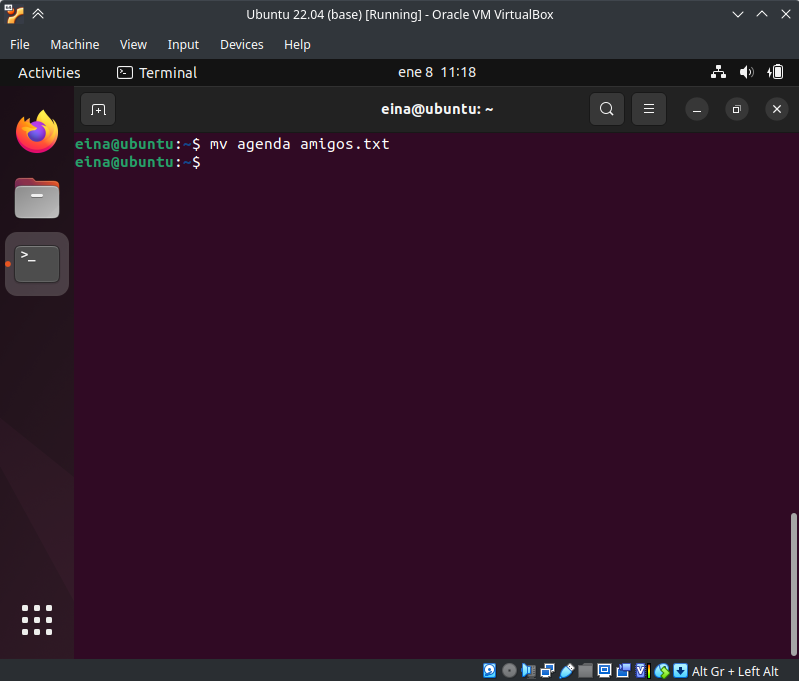 Ubuntu 22.04 (base) [Running] - Oracle VM VirtualBox
File Machine View Input Devices Help
Activities Terminal ene 8 11:18
eina@ubuntu: ~
eina@ubuntu:~$ mv agenda amigos.txt
eina@ubuntu:~$
>_
Alt Gr + Left Alt